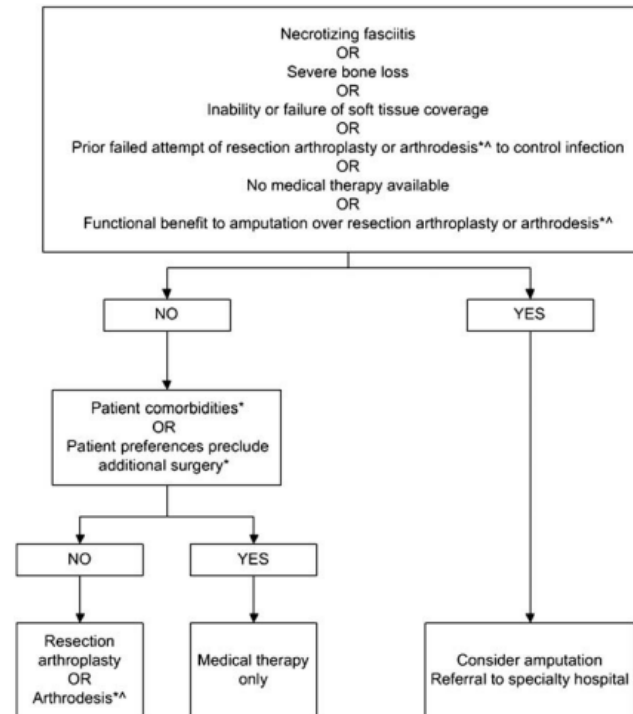 Necrotizing fasciitis
OR
Severe bone loss
OR
Inability or failure of soft tissue coverage
OR
Prior failed attempt of resection arthroplasty or arthrodesis*^ to control infection
OR
No medical therapy available
OR
Functional benefit to amputation over resection arthroplasty or arthrodesis*^
NO
YES
Patient comorbidities*
OR
Patient preferences preclude
additional surgery*
NO
YES
Resection
arthroplasty
OR
Arthrodesis*^
Medical therapy
only
Consider amputation
Referral to specialty hospital